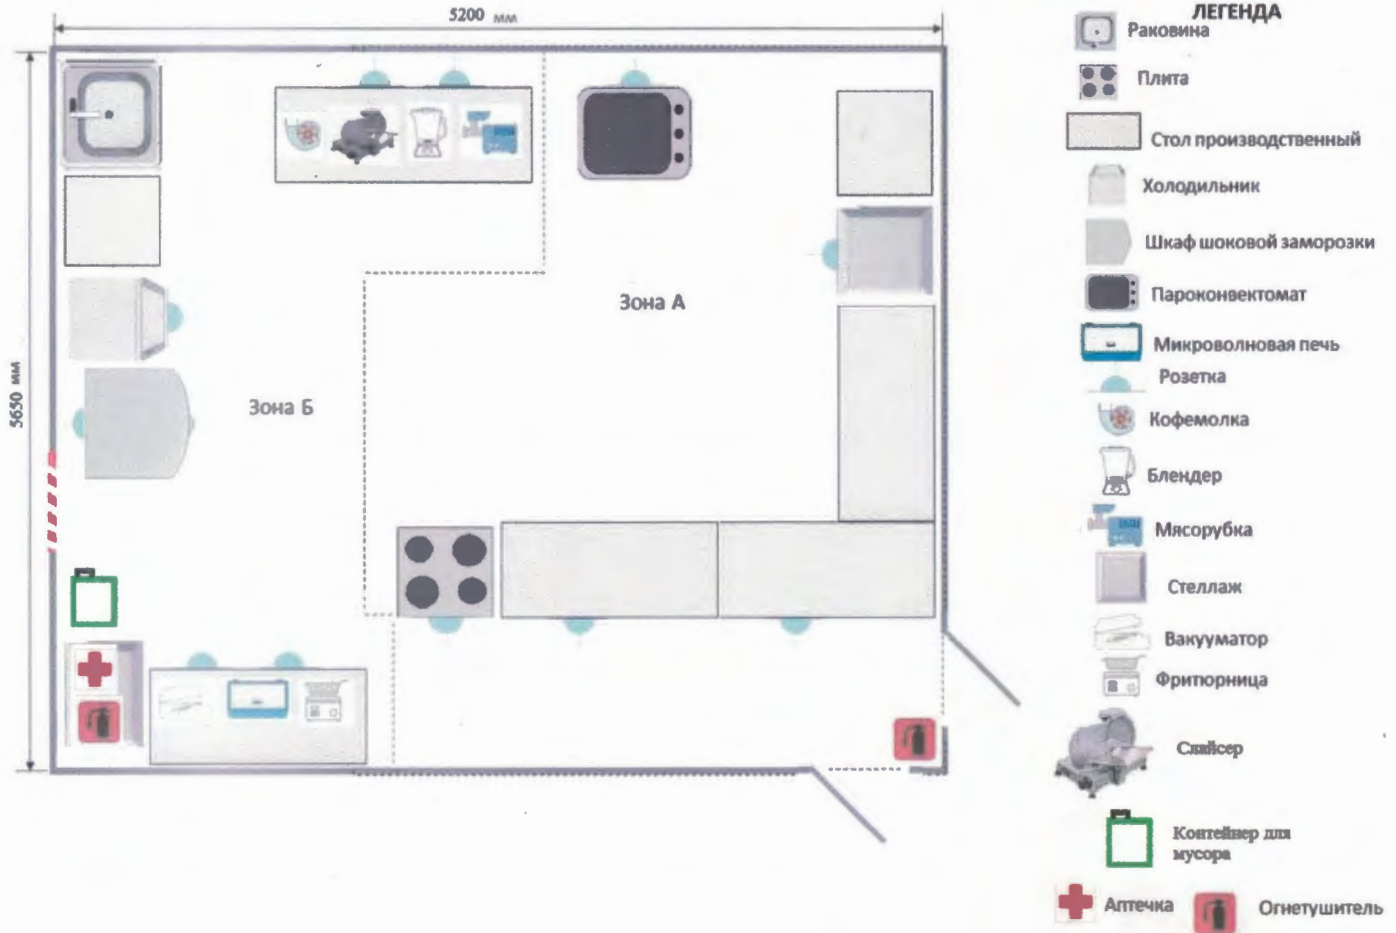 5200 мм
5650 мм
Зона А
Зона Б
ЛЕГЕНДА
Раковина
Плита
Стол производственный
Холодильник
Шкаф шоковой заморозки
Пароконвектомат
Микроволновая печь
Розетка
Кофемолка
Блендер
Мясорубка
Стеллаж
Вакууматор
Фритюрница
Слайсер
Контейнер для
мусора
Аптечка
Огнетушитель